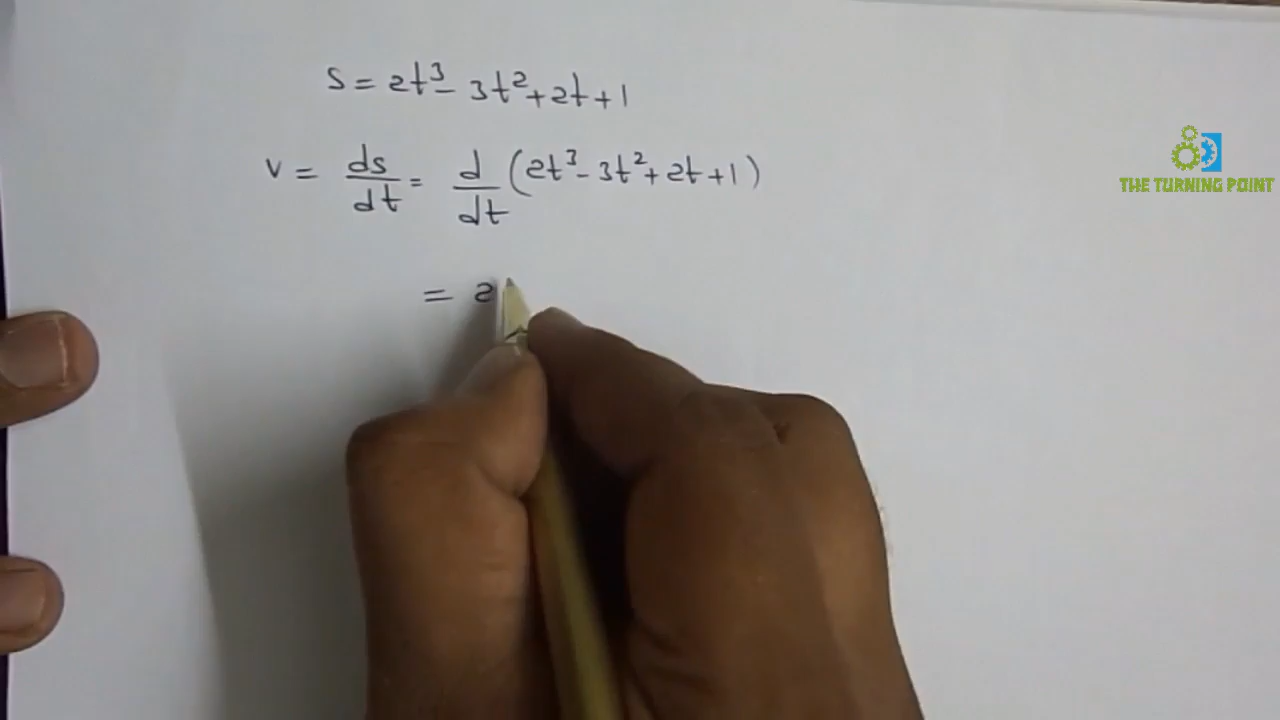 s = 2t³ - 3t² + 2t + 1
v = ds/dt = d/dt (2t³ - 3t² + 2t + 1)
= 2
THE TURNING POINT